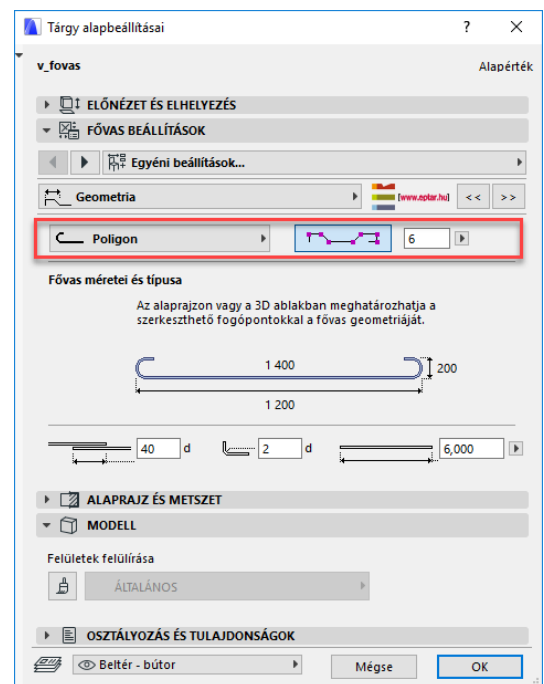 Tárgy alapbeállításai ? ×
v_fovas Alapérték
ELŐNÉZET ÉS ELHELYEZÉS
FŐVAS BEÁLLÍTÁSOK
Egyéni beállítások...
Geometria [www.eptar.hu] << >>
Poligon 6
Fővas méretei és típusa
Az alaprajzon vagy a 3D ablakban meghatározhatja a
szerkeszthető fogópontokkal a fővas geometriáját.
1 400
200
1 200
40 d 2 d 6,000
ALAPRAJZ ÉS METSZET
MODELL
Felületek felülírása
ÁLTALÁNOS
OSZTÁLYOZÁS ÉS TULAJDONSÁGOK
Beltér - bútor Mégse OK